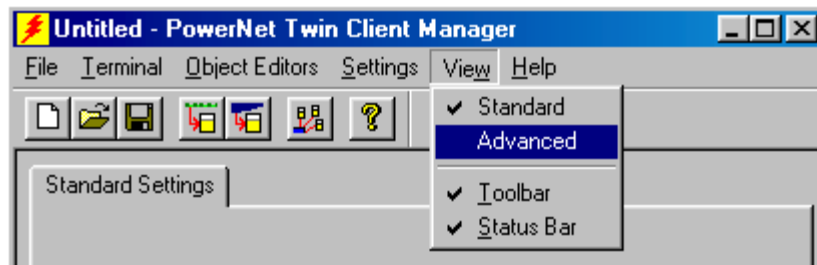 Untitled - PowerNet Twin Client Manager
File Terminal Object Editors Settings View Help
Standard
Advanced
Standard Settings
Toolbar
Status Bar